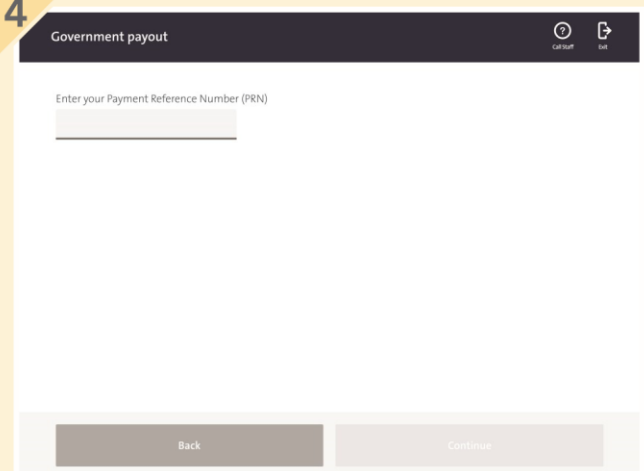 4
Government payout
Call Staff
Exit
Enter your Payment Reference Number (PRN)
Back
Continue